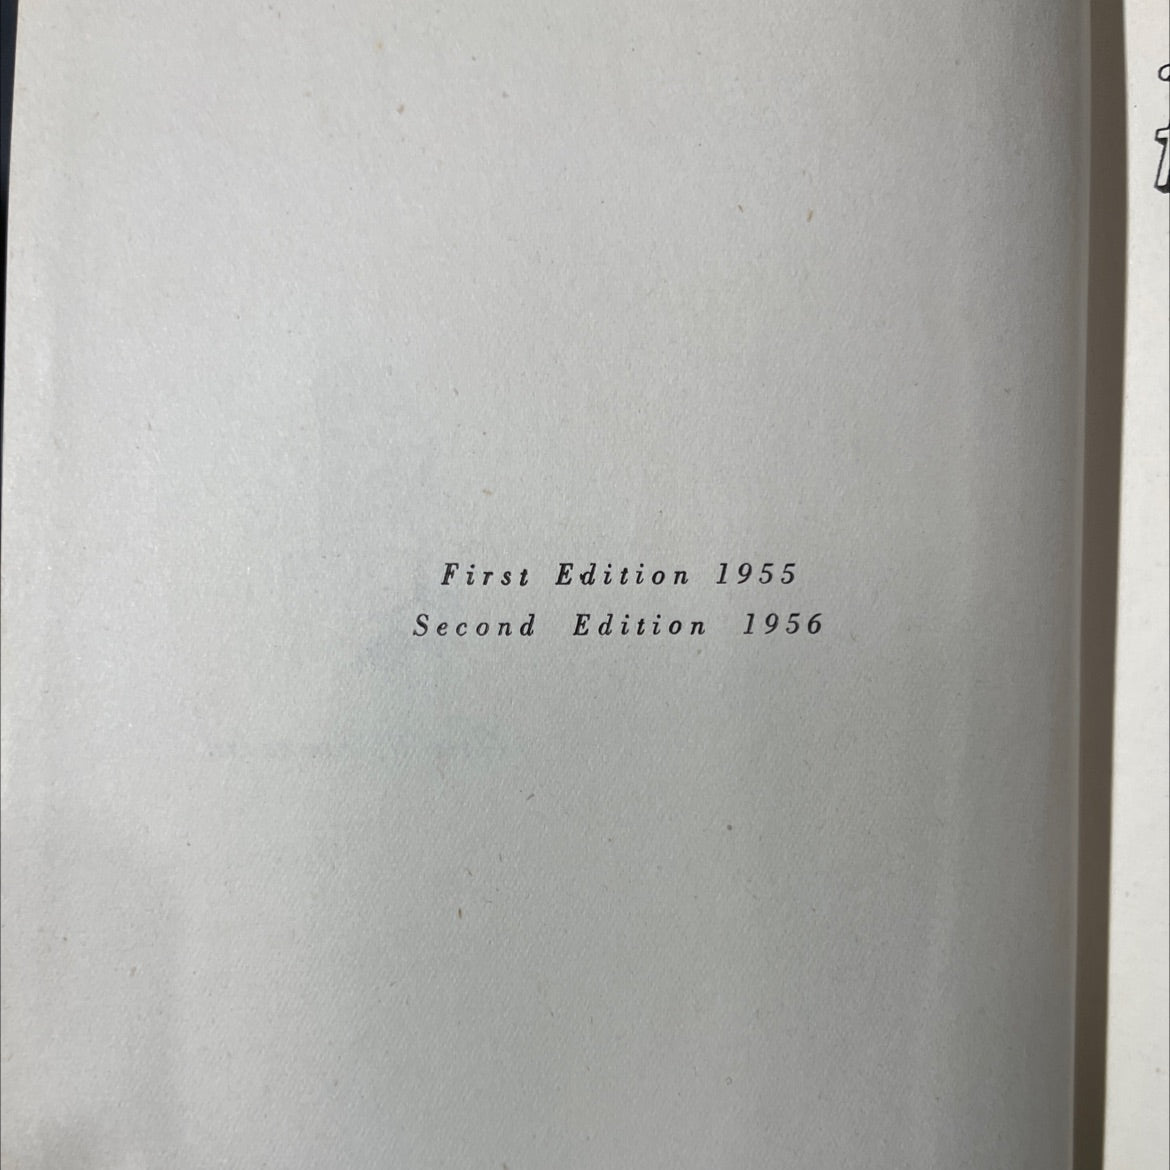 First Edition 1955
Second Edition 1956